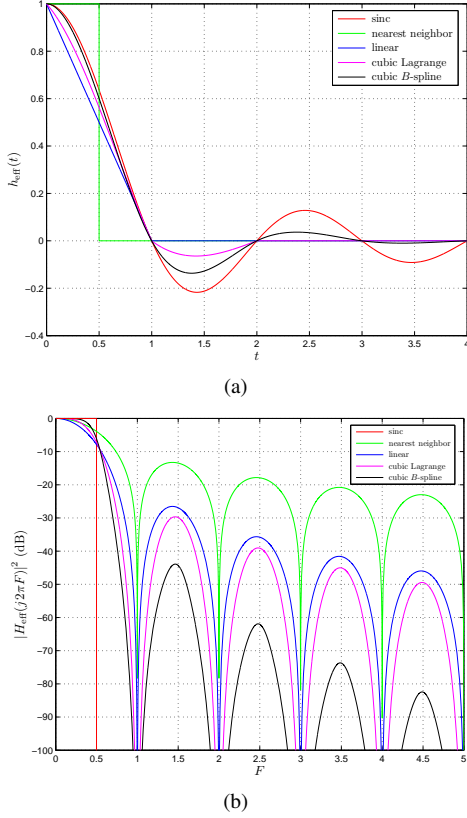 1
0.8
0.6
0.4
0.2
0
−0.2
−0.4
h_eff(t)
sinc
nearest neighbor
linear
cubic Lagrange
cubic B-spline
0 0.5 1 1.5 2 2.5 3 3.5 4
t
(a)
0
−10
−20
−30
−40
−50
−60
−70
−80
−90
−100
|H_eff(j2πF)|² (dB)
sinc
nearest neighbor
linear
cubic Lagrange
cubic B-spline
0 0.5 1 1.5 2 2.5 3 3.5 4 4.5 5
F
(b)